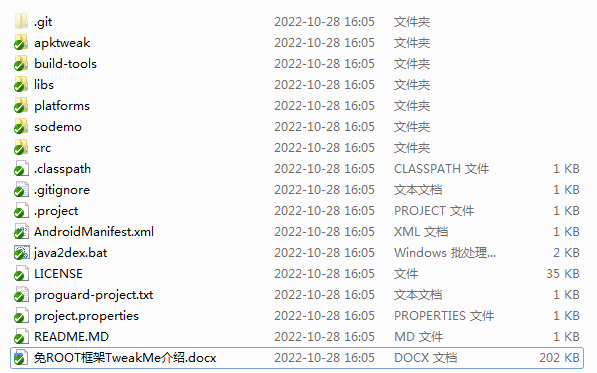 .git 2022-10-28 16:05 文件夹
apktweak 2022-10-28 16:05 文件夹
build-tools 2022-10-28 16:05 文件夹
libs 2022-10-28 16:05 文件夹
platforms 2022-10-28 16:05 文件夹
sodemo 2022-10-28 16:05 文件夹
src 2022-10-28 16:05 文件夹
.classpath 2022-10-28 16:05 CLASSPATH 文件 1 KB
.gitignore 2022-10-28 16:05 文本文档 1 KB
.project 2022-10-28 16:05 PROJECT 文件 1 KB
AndroidManifest.xml 2022-10-28 16:05 XML 文档 1 KB
java2dex.bat 2022-10-28 16:05 Windows 批处理... 2 KB
LICENSE 2022-10-28 16:05 文件 35 KB
proguard-project.txt 2022-10-28 16:05 文本文档 1 KB
project.properties 2022-10-28 16:05 PROPERTIES 文件 1 KB
README.MD 2022-10-28 16:05 MD 文件 1 KB
免ROOT框架TweakMe介绍.docx 2022-10-28 16:05 DOCX 文档 202 KB